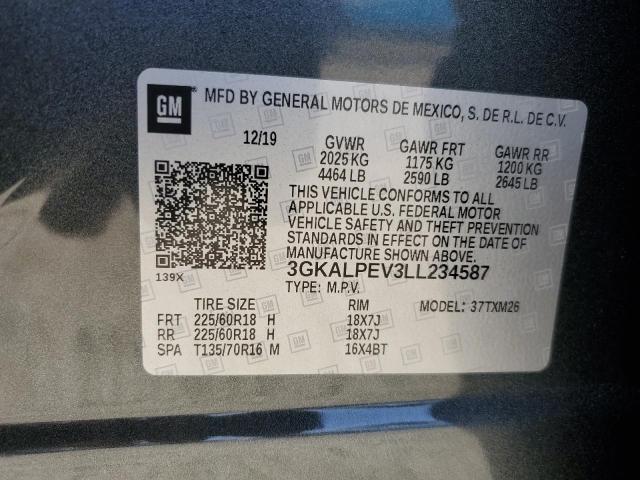 GM MFD BY GENERAL MOTORS DE MEXICO, S. DE R.L. DE C.V.
12/19 GVWR GAWR FRT GAWR RR
2025 KG 1175 KG 1200 KG
4464 LB 2590 LB 2645 LB
THIS VEHICLE CONFORMS TO ALL
APPLICABLE U.S. FEDERAL MOTOR
VEHICLE SAFETY AND THEFT PREVENTION
STANDARDS IN EFFECT ON THE DATE OF
MANUFACTURE SHOWN ABOVE.
139X 3GKALPEV3LL234587
TYPE: M.P.V.
TIRE SIZE RIM MODEL: 37TXM26
FRT 225/60R18 H 18X7J
RR 225/60R18 H 18X7J
SPA T135/70R16 M 16X4BT